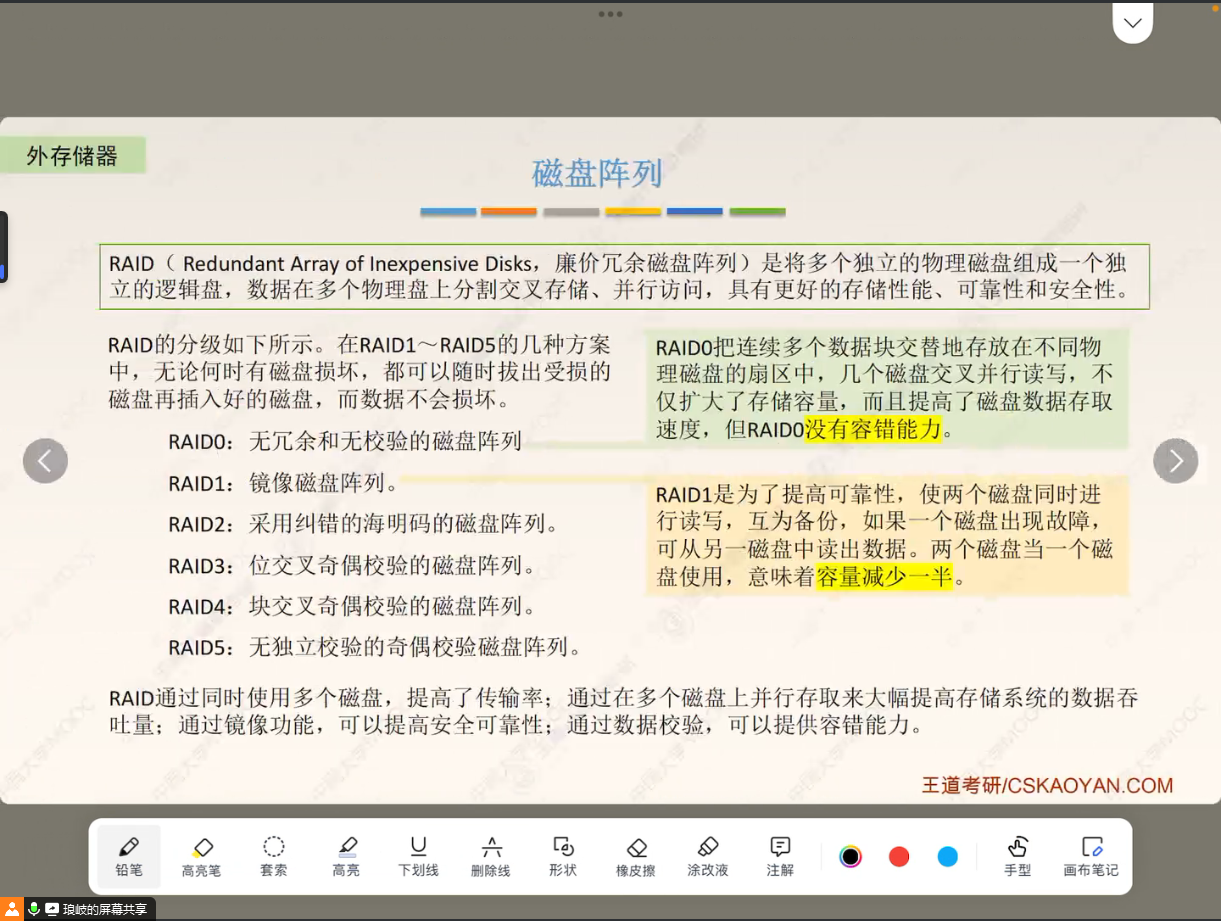 外存储器
磁盘阵列
RAID（ Redundant Array of Inexpensive Disks，廉价冗余磁盘阵列）是将多个独立的物理磁盘组成一个独
立的逻辑盘，数据在多个物理盘上分割交叉存储、并行访问，具有更好的存储性能、可靠性和安全性。
RAID的分级如下所示。在RAID1～RAID5的几种方案
中，无论何时有磁盘损坏，都可以随时拔出受损的
磁盘再插入好的磁盘，而数据不会损坏。
RAID0：无冗余和无校验的磁盘阵列
RAID1：镜像磁盘阵列。
RAID2：采用纠错的海明码的磁盘阵列。
RAID3：位交叉奇偶校验的磁盘阵列。
RAID4：块交叉奇偶校验的磁盘阵列。
RAID5：无独立校验的奇偶校验磁盘阵列。
RAID0把连续多个数据块交替地存放在不同物
理磁盘的扇区中，几个磁盘交叉并行读写，不
仅扩大了存储容量，而且提高了磁盘数据存取
速度，但RAID0没有容错能力。
RAID1是为了提高可靠性，使两个磁盘同时进
行读写，互为备份，如果一个磁盘出现故障，
可从另一磁盘中读出数据。两个磁盘当一个磁
盘使用，意味着容量减少一半。
RAID通过同时使用多个磁盘，提高了传输率；通过在多个磁盘上并行存取来大幅提高存储系统的数据吞
吐量；通过镜像功能，可以提高安全可靠性；通过数据校验，可以提供容错能力。
王道考研/CSKAOYAN.COM
铅笔
高亮笔
套索
高亮
下划线
删除线
形状
橡皮擦
涂改液
注解
手型
画布笔记
琅岐的屏幕共享